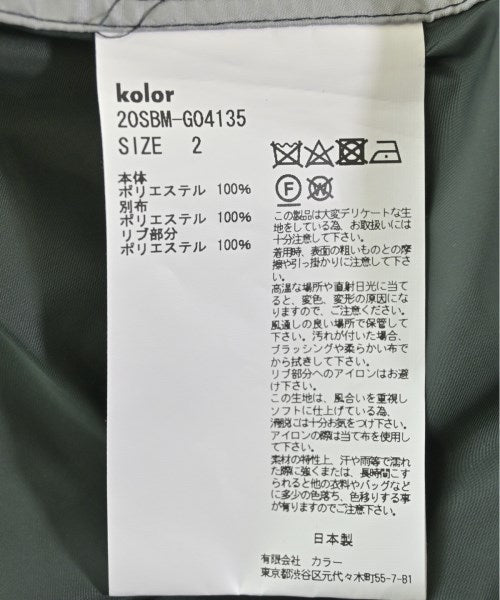 kolor
20SBM-G04135
SIZE 2
本体
ポリエステル 100%
別布
ポリエステル 100%
リブ部分
ポリエステル 100%
F
W
この製品は大変デリケートな生
地をしている為、お取扱いには
十分注意して下さい。
着用時、表面の粗いものとの摩
擦や引っ掛かりに注意して下さ
い。
高温な場所や直射日光に当て
ると、変色、変形の原因にな
りますので、ご注意ください。
風通しの良い場所で保管して
下さい。汚れが付いた場合、
ブラッシングや柔らかい布で
から拭きして下さい。
リブ部分へのアイロンはお避
け下さい。
この生地は、風合いを重視し
ソフトに仕上げている為、
滑脱には十分お気をつけ下さい。
アイロンの際は当て布を使用し
て下さい。
素材の特性上、汗や雨等で濡れ
た際に強くまたは、長時間こす
られると他の衣料やバッグなど
に多少の色落ち、色移りする事
が有りますのでご注意下さい。
日本製
有限会社 カラー
東京都渋谷区元代々木町55-7-B1